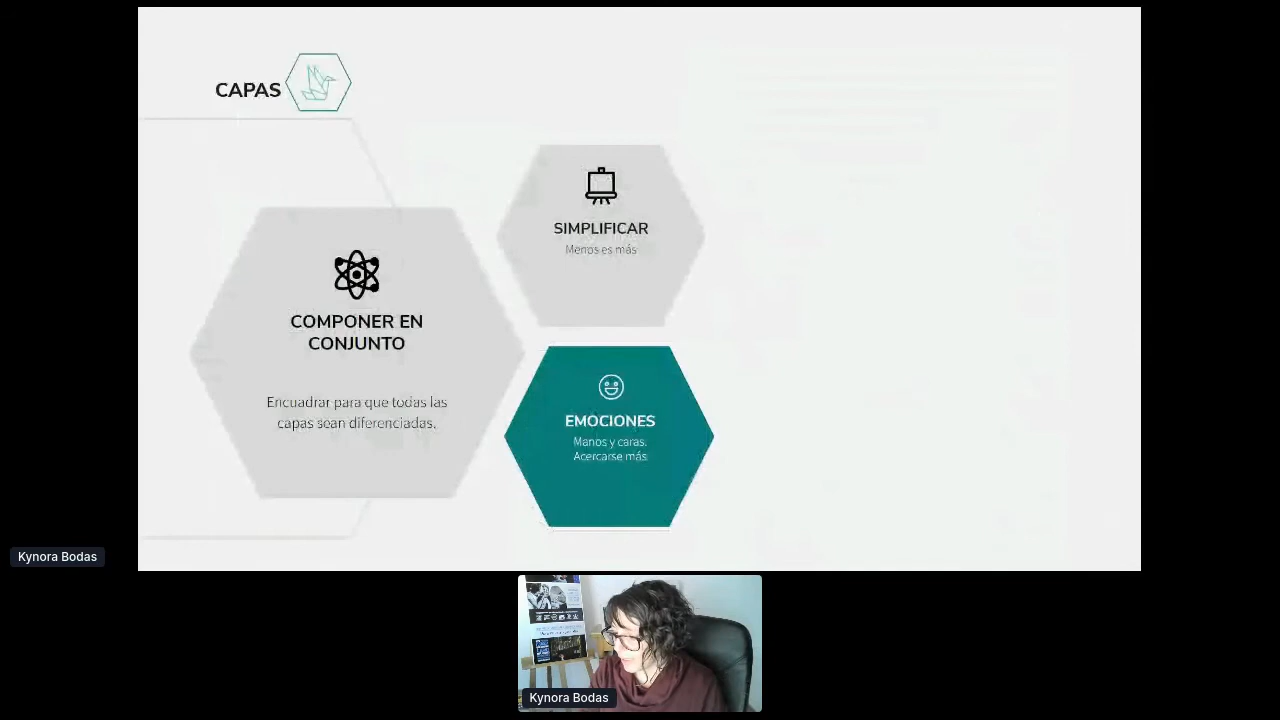 CAPAS
SIMPLIFICAR
Menos es más
COMPONER EN
CONJUNTO
Encuadrar para que todas las
capas sean diferenciadas.
EMOCIONES
Manos y caras.
Acercarse más
Kynora Bodas
Kynora Bodas